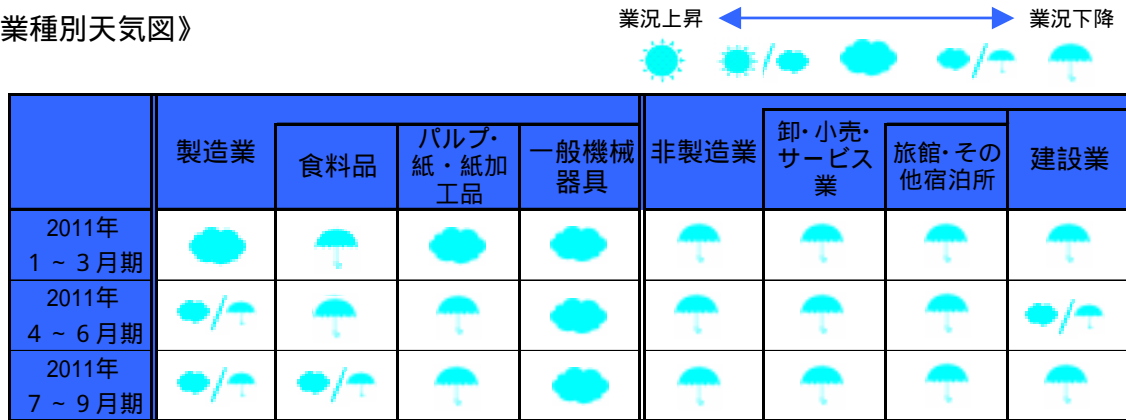 業種別天気図》
業況上昇
業況下降
製造業
食料品
パルプ・
紙・紙加
工品
一般機械
器具
非製造業
卸・小売・
サービス
業
旅館・その
他宿泊所
建設業
2011年
1 ~ 3 月期
2011年
4 ~ 6 月期
2011年
7 ~ 9 月期